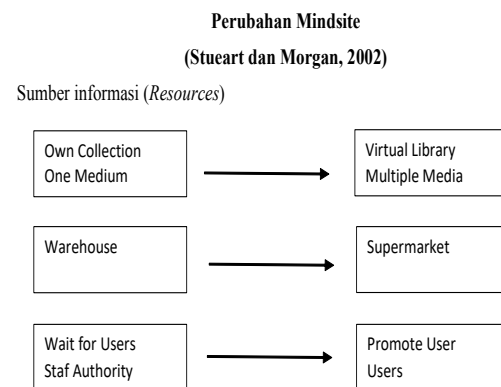 Perubahan Mindsite
(Stueart dan Morgan, 2002)
Sumber informasi (Resources)
Own Collection
One Medium
Virtual Library
Multiple Media
Warehouse
Supermarket
Wait for Users
Staf Authority
Promote User
Users